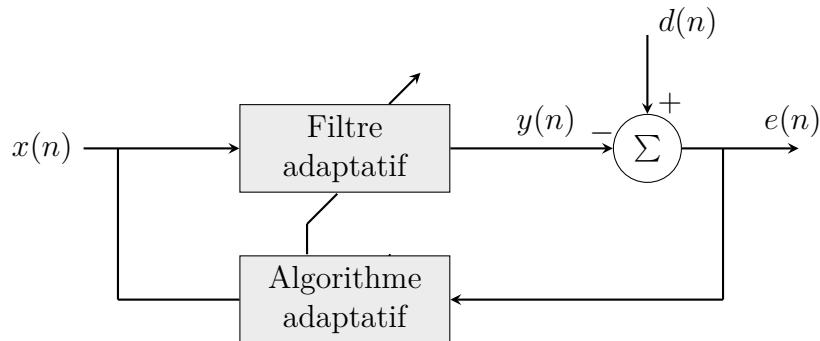 d(n)
x(n)
Filtre
adaptatif
y(n)
−
+
∑
e(n)
Algorithme
adaptatif